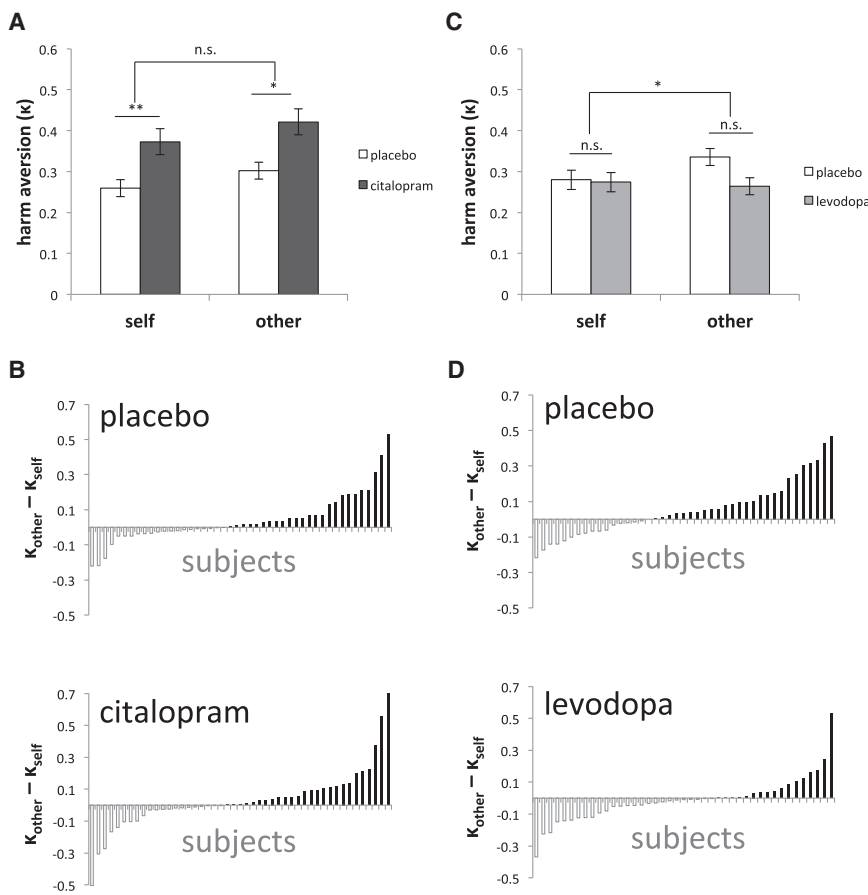 A
n.s.
**
*
harm aversion (κ)
0.6
0.5
0.4
0.3
0.2
0.1
0
self
other
placebo
citalopram
C
*
n.s.
n.s.
harm aversion (κ)
0.6
0.5
0.4
0.3
0.2
0.1
0
self
other
placebo
levodopa
B
placebo
κother − κself
0.7
0.5
0.3
0.1
-0.1
-0.3
-0.5
subjects
citalopram
κother − κself
0.7
0.5
0.3
0.1
-0.1
-0.3
-0.5
subjects
D
placebo
κother − κself
0.7
0.5
0.3
0.1
-0.1
-0.3
-0.5
subjects
levodopa
κother − κself
0.7
0.5
0.3
0.1
-0.1
-0.3
-0.5
subjects